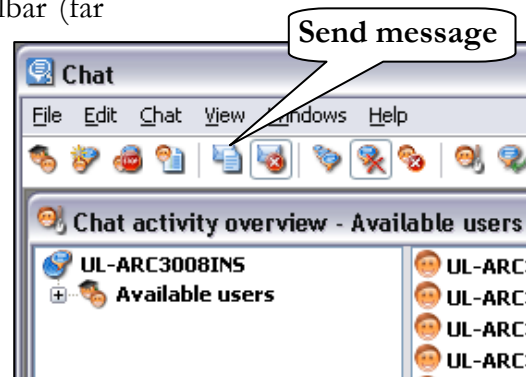 lbar (far
Send message
Chat
File Edit Chat View Windows Help
STOP
Chat activity overview - Available users
UL-ARC3008INS
Available users
UL-ARC
UL-ARC
UL-ARC
UL-ARC